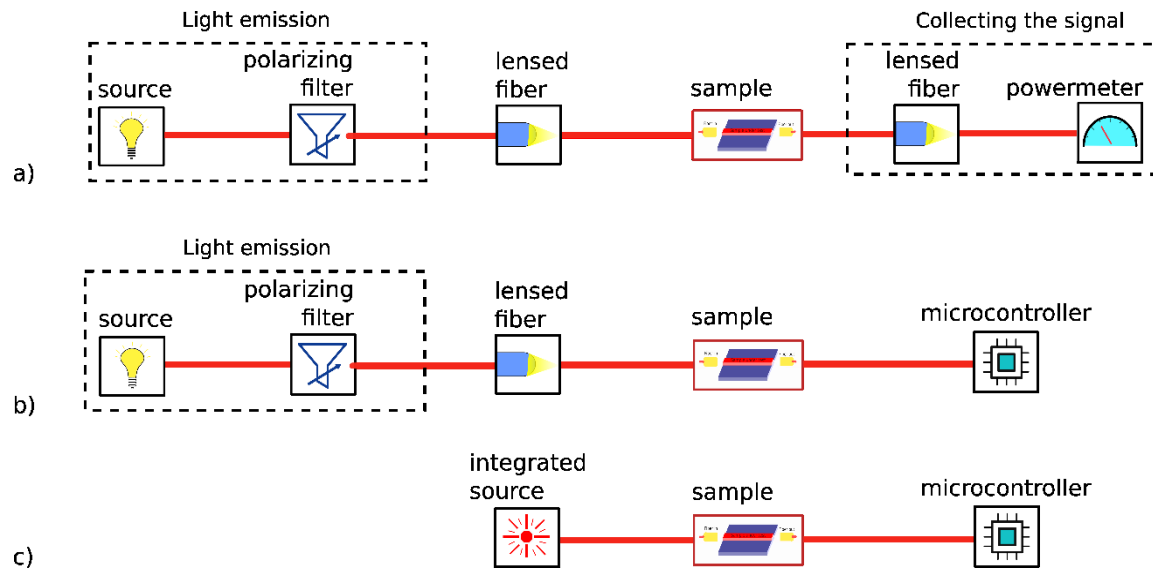 Light emission
Collecting the signal
polarizing
filter
lensed
fiber
lensed
fiber
source
sample
powermeter
a)
Light emission
polarizing
filter
lensed
fiber
source
sample
microcontroller
b)
integrated
source
sample
microcontroller
c)